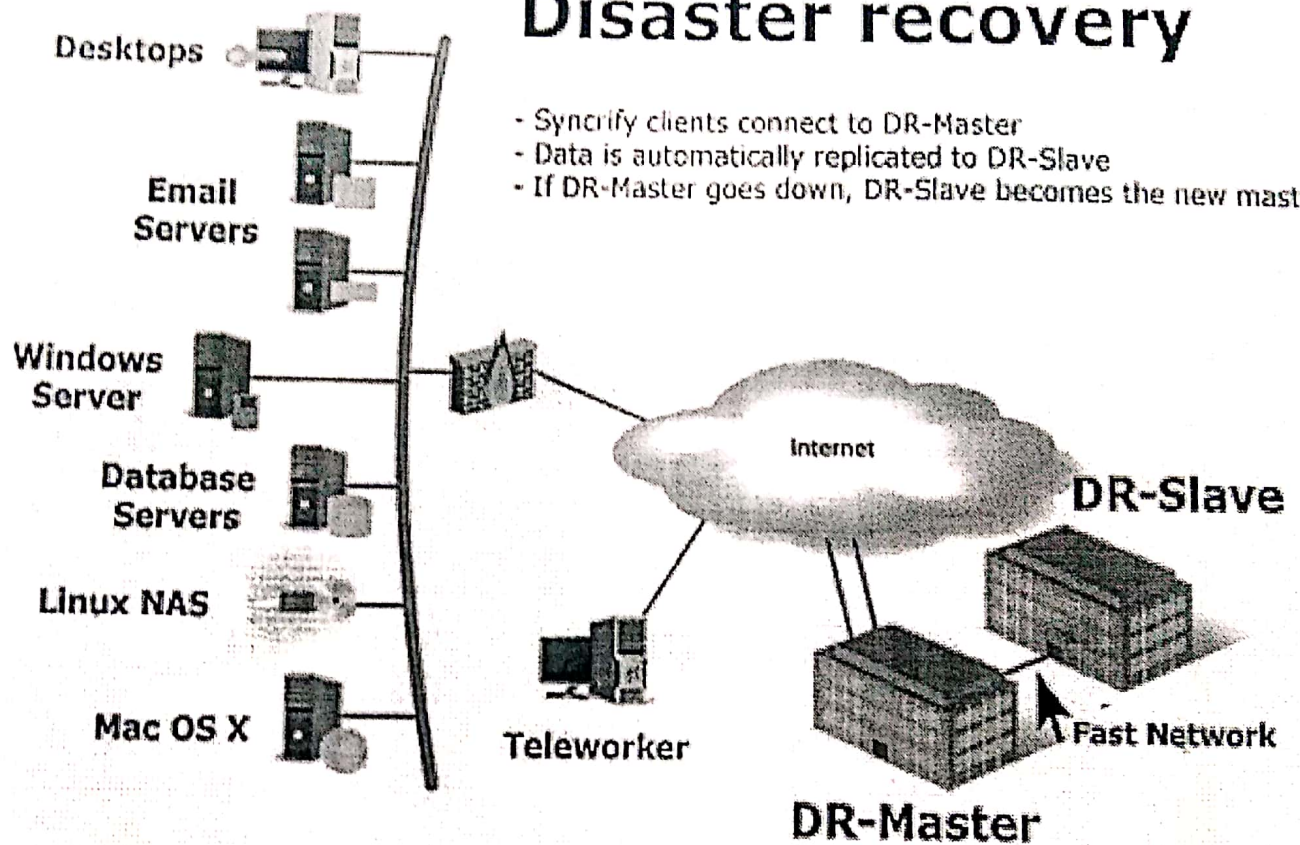 Disaster recovery
- Syncrify clients connect to DR-Master
- Data is automatically replicated to DR-Slave
- If DR-Master goes down, DR-Slave becomes the new mast
Desktops
Email
Servers
Windows
Server
Database
Servers
Linux NAS
Mac OS X
Internet
Teleworker
DR-Slave
Fast Network
DR-Master